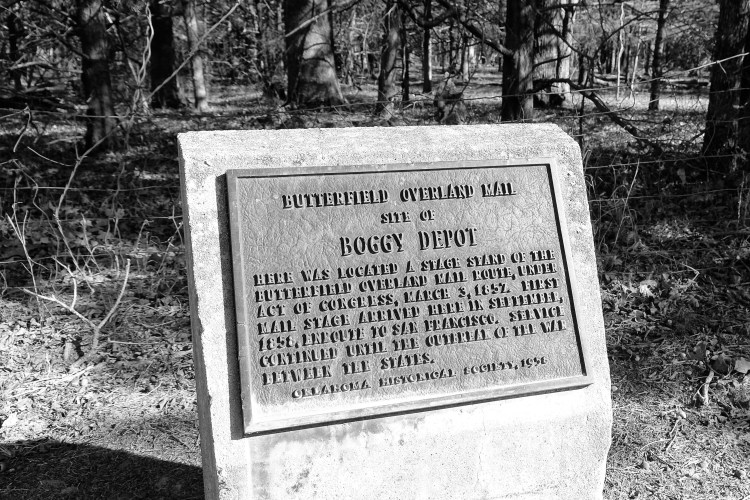 BUTTERFIELD OVERLAND MAIL
SITE OF
BOGGY DEPOT
HERE WAS LOCATED A STAGE STAND OF THE
BUTTERFIELD OVERLAND MAIL ROUTE, UNDER
ACT OF CONGRESS, MARCH 3, 1857. FIRST
MAIL STAGE ARRIVED HERE IN SEPTEMBER,
1858, ENROUTE TO SAN FRANCISCO. SERVICE
CONTINUED UNTIL THE OUTBREAK OF THE WAR
BETWEEN THE STATES.
OKLAHOMA HISTORICAL SOCIETY, 1958